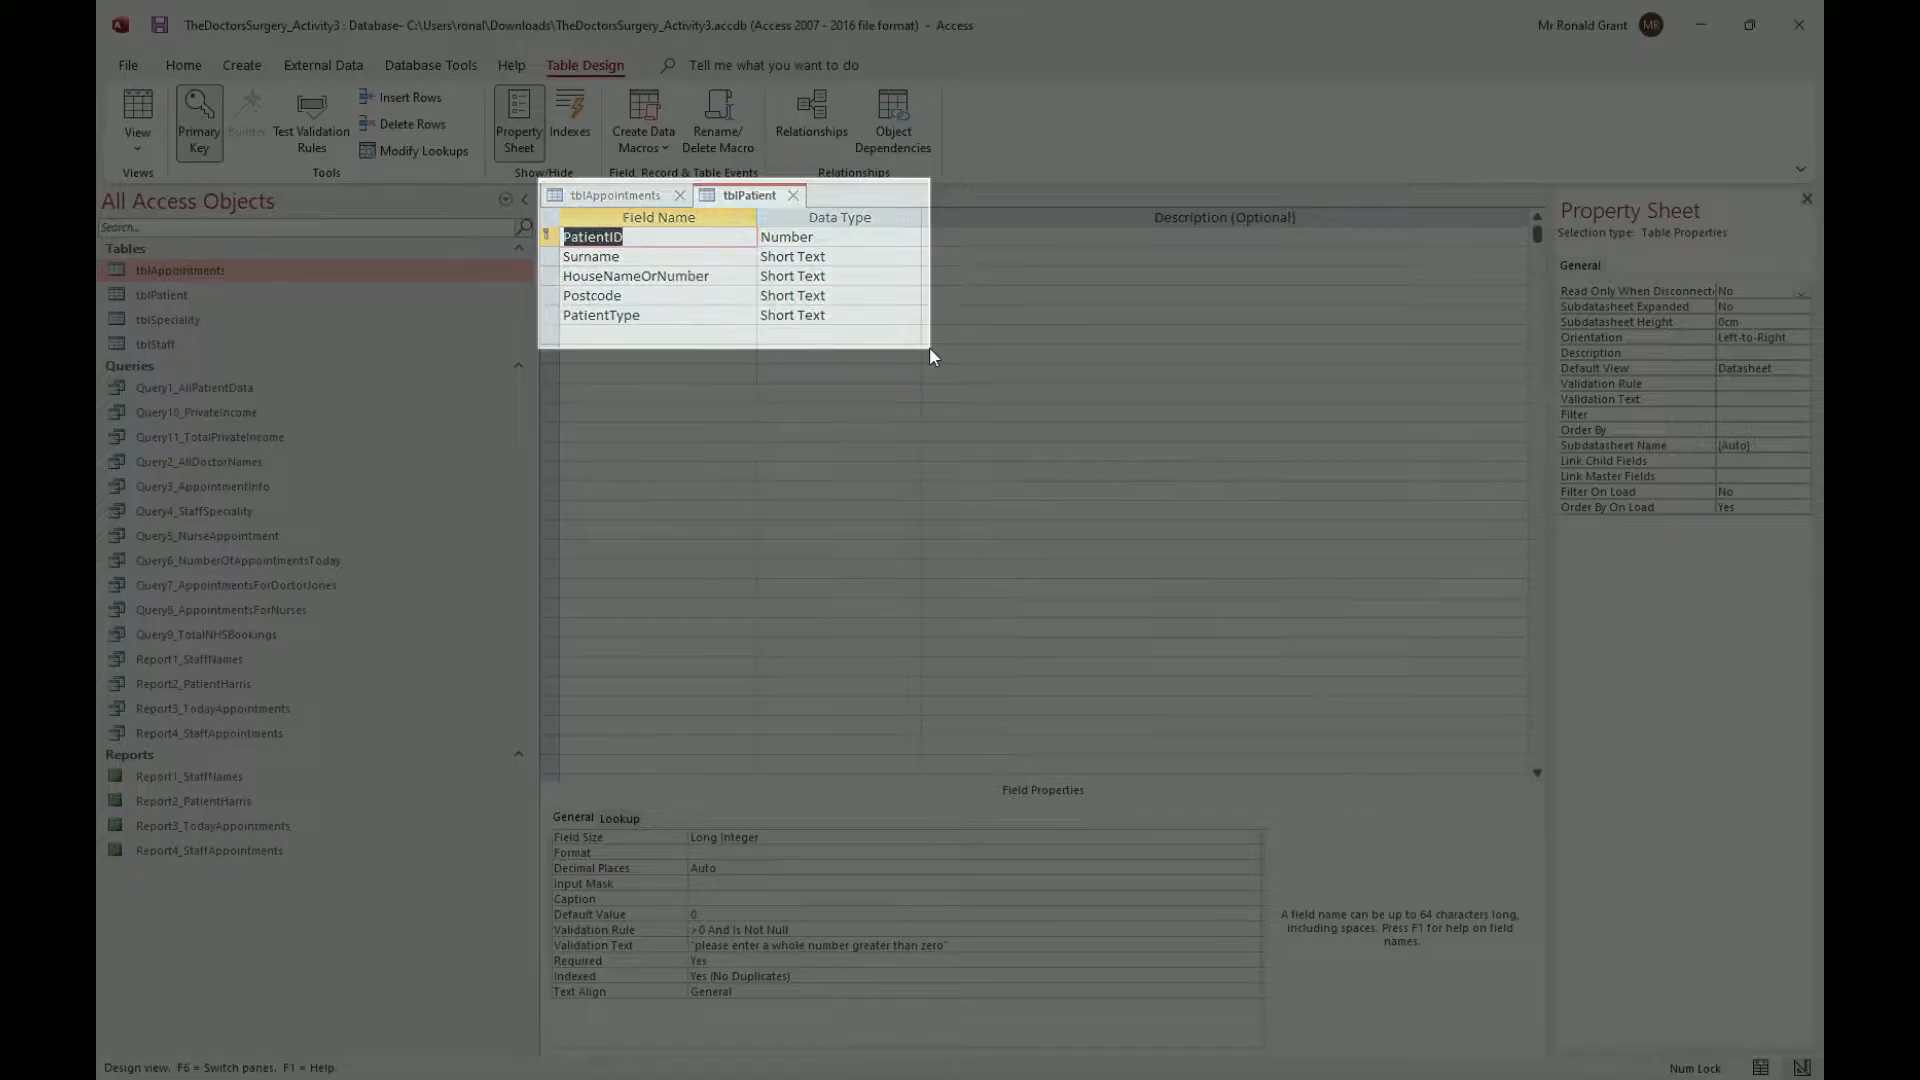 TheDoctorsSurgery_Activity3 : Database- C:\Users\ronal\Downloads\TheDoctorsSurgery_Activity3.accdb (Access 2007 - 2016 file format) - Access
Mr Ronald Grant
MR
File Home Create External Data Database Tools Help Table Design Tell me what you want to do
View
Primary Key
Builder
Test Validation Rules
Insert Rows
Delete Rows
Modify Lookups
Property Sheet
Indexes
Create Data Macros
Rename/ Delete Macro
Relationships
Object Dependencies
Views
Tools
Show/Hide
Field, Record & Table Events
Relationships
All Access Objects
Search...
Tables
tblAppointments
tblPatient
tblSpeciality
tblStaff
Queries
Query1_AllPatientData
Query10_PrivateIncome
Query11_TotalPrivateIncome
Query2_AllDoctorNames
Query3_AppointmentInfo
Query4_StaffSpeciality
Query5_NurseAppointment
Query6_NumberOfAppointmentsToday
Query7_AppointmentsForDoctorJones
Query8_AppointmentsForNurses
Query9_TotalNHSBookings
Report1_StaffNames
Report2_PatientHarris
Report3_TodayAppointments
Report4_StaffAppointments
Reports
Report1_StaffNames
Report2_PatientHarris
Report3_TodayAppointments
Report4_StaffAppointments
tblAppointments tblPatient
Field Name Data Type Description (Optional)
PatientID Number
Surname Short Text
HouseNameOrNumber Short Text
Postcode Short Text
PatientType Short Text
Field Properties
General Lookup
Field Size Long Integer
Format
Decimal Places Auto
Input Mask
Caption
Default Value 0
Validation Rule >0 And Is Not Null
Validation Text "please enter a whole number greater than zero"
Required Yes
Indexed Yes (No Duplicates)
Text Align General
A field name can be up to 64 characters long,
including spaces. Press F1 for help on field
names.
Property Sheet
Selection type: Table Properties
General
Read Only When Disconnect No
Subdatasheet Expanded No
Subdatasheet Height 0cm
Orientation Left-to-Right
Description
Default View Datasheet
Validation Rule
Validation Text
Filter
Order By
Subdatasheet Name [Auto]
Link Child Fields
Link Master Fields
Filter On Load No
Order By On Load Yes
Design view. F6 = Switch panes. F1 = Help.
Num Lock